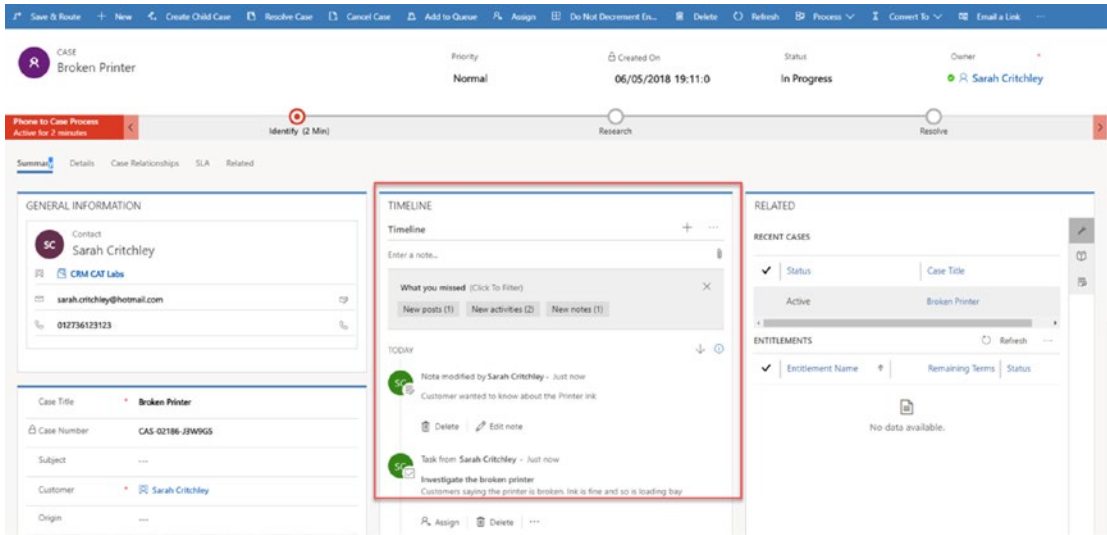 Save & Route New Create Child Case Resolve Case Cancel Case Add to Queue Assign Do Not Decrement En... Delete Refresh Process Convert To Email a Link ...
CASE
Broken Printer
Priority
Normal
Created On
06/05/2018 19:11:0
Status
In Progress
Owner *
Sarah Critchley
Phone to Case Process
Active for 2 minutes
Identify (2 Min)
Research
Resolve
Summary Details Case Relationships SLA Related
GENERAL INFORMATION
SC
Contact
Sarah Critchley
CRM CAT Labs
sarah.critchley@hotmail.com
012736123123
Case Title * Broken Printer
Case Number CAS-02186-J3W9G5
Subject ---
Customer * Sarah Critchley
Origin ---
TIMELINE
Timeline
Enter a note...
What you missed (Click To Filter)
New posts (1) New activities (2) New notes (1)
TODAY
SC
Note modified by Sarah Critchley - Just now
Customer wanted to know about the Printer ink
Delete Edit note
SC
Task from Sarah Critchley - Just now
Investigate the broken printer
Customers saying the printer is broken. Ink is fine and so is loading bay
Assign Delete ...
RELATED
RECENT CASES
Status Case Title
Active Broken Printer
ENTITLEMENTS Refresh ...
Entitlement Name Remaining Terms Status
No data available.